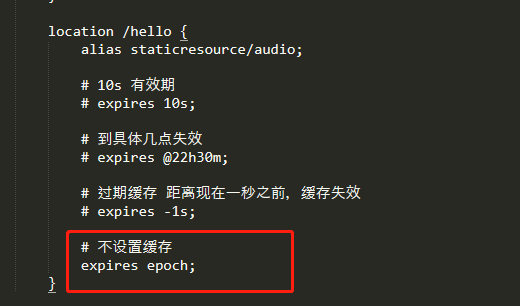 }
location /hello {
alias staticresource/audio;
# 10s 有效期
# expires 10s;
# 到具体几点失效
# expires @22h30m;
# 过期缓存 距离现在一秒之前，缓存失效
# expires -1s;
# 不设置缓存
expires epoch;
}